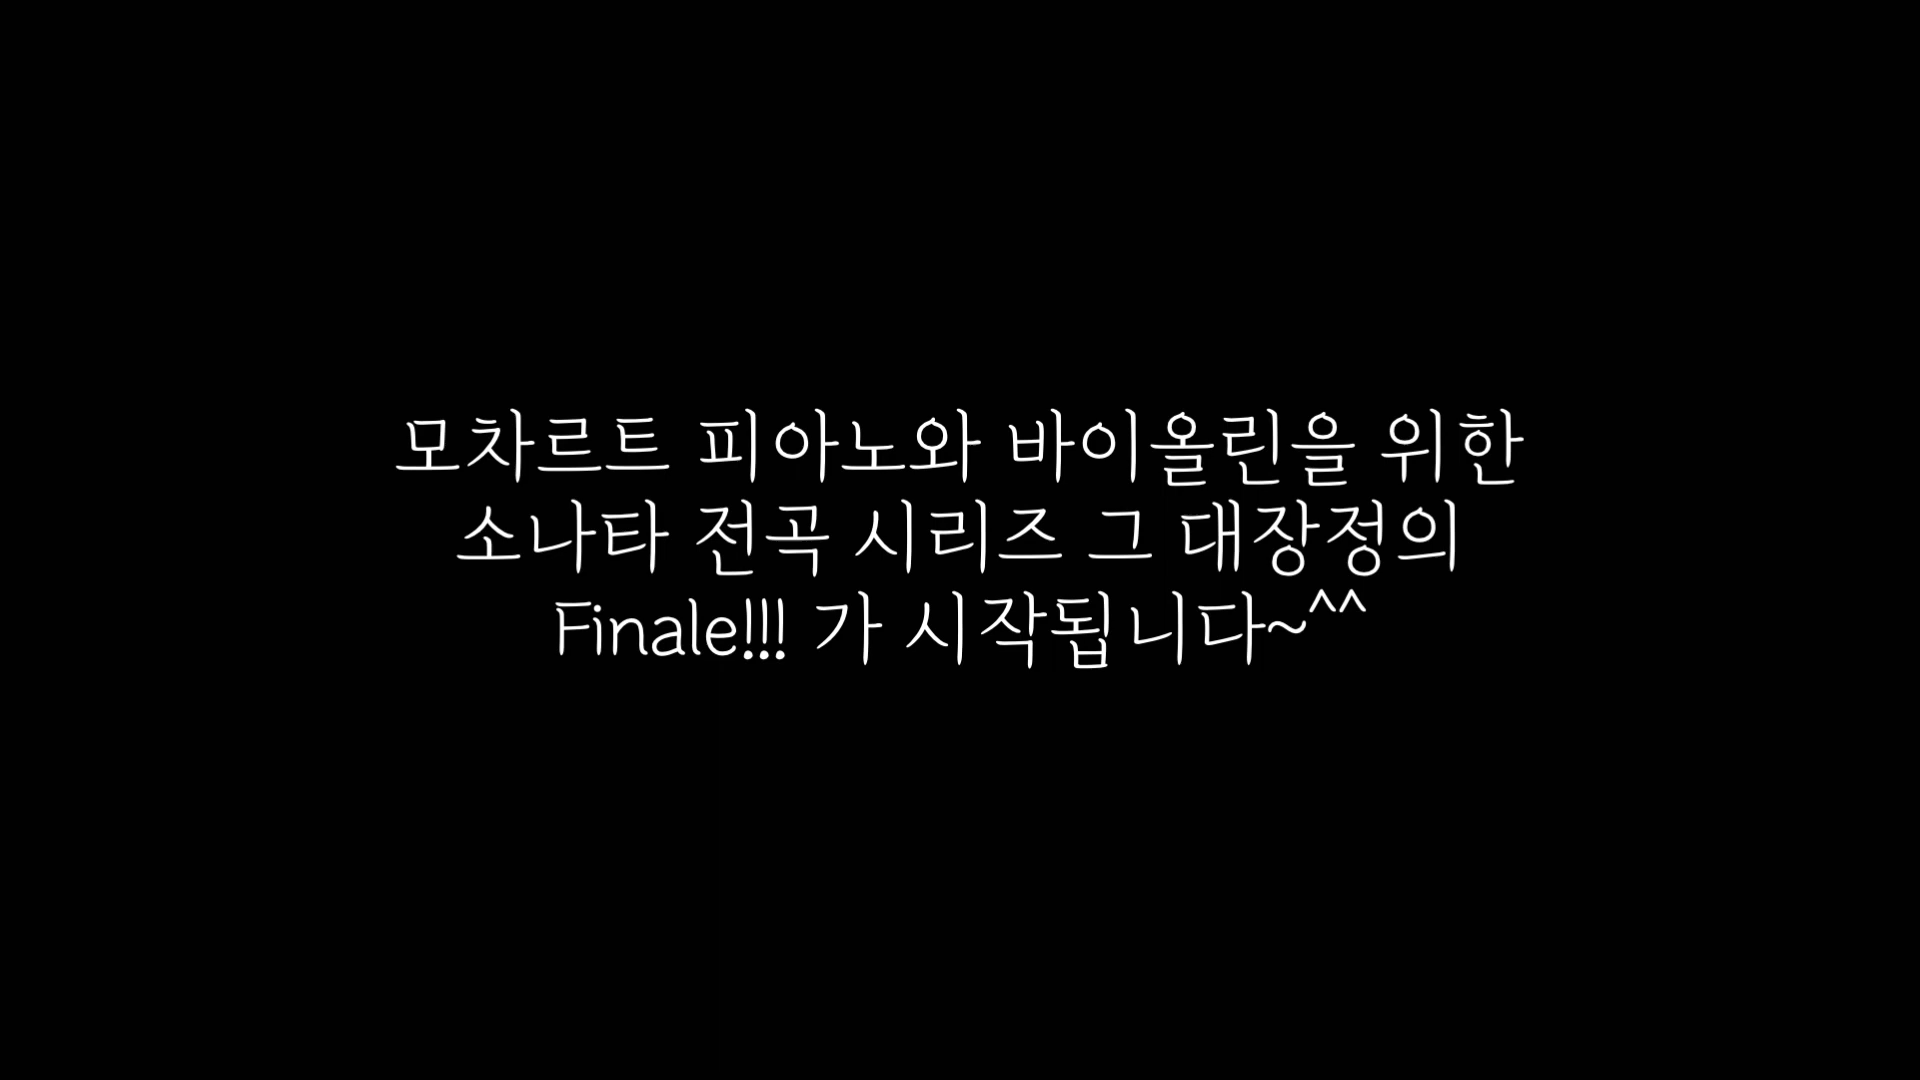 모차르트 피아노와 바이올린을 위한
소나타 전곡 시리즈 그 대장정의
Finale!!! 가 시작됩니다~^^